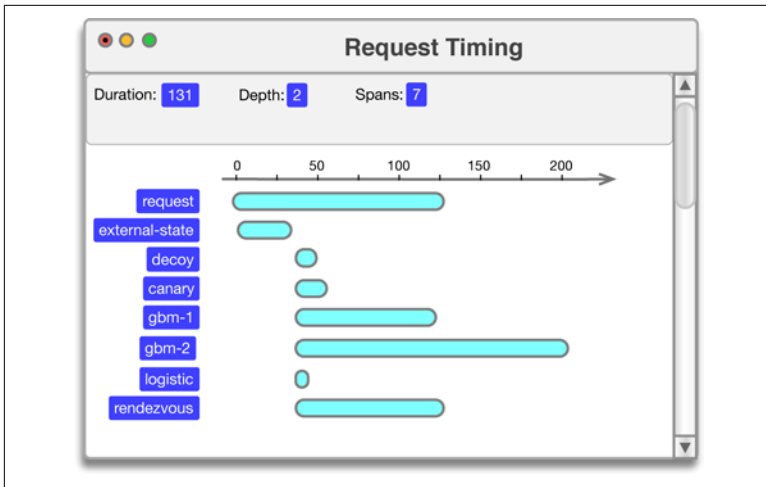 Request Timing
Duration: 131 Depth: 2 Spans: 7
0 50 100 150 200
request
external-state
decoy
canary
gbm-1
gbm-2
logistic
rendezvous